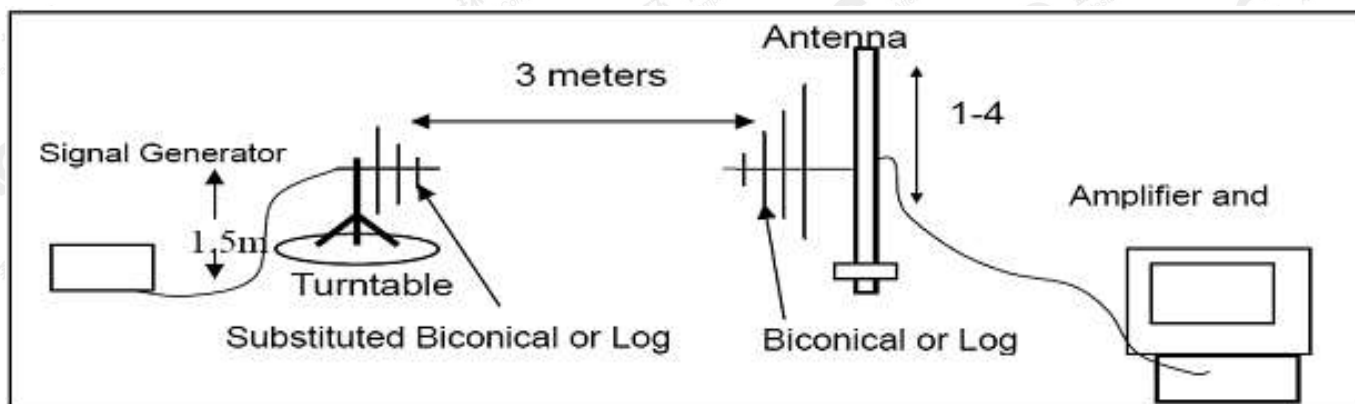 Antenna
3 meters
1-4
Signal Generator
Amplifier and
1.5m
Turntable
Substituted Biconical or Log
Biconical or Log